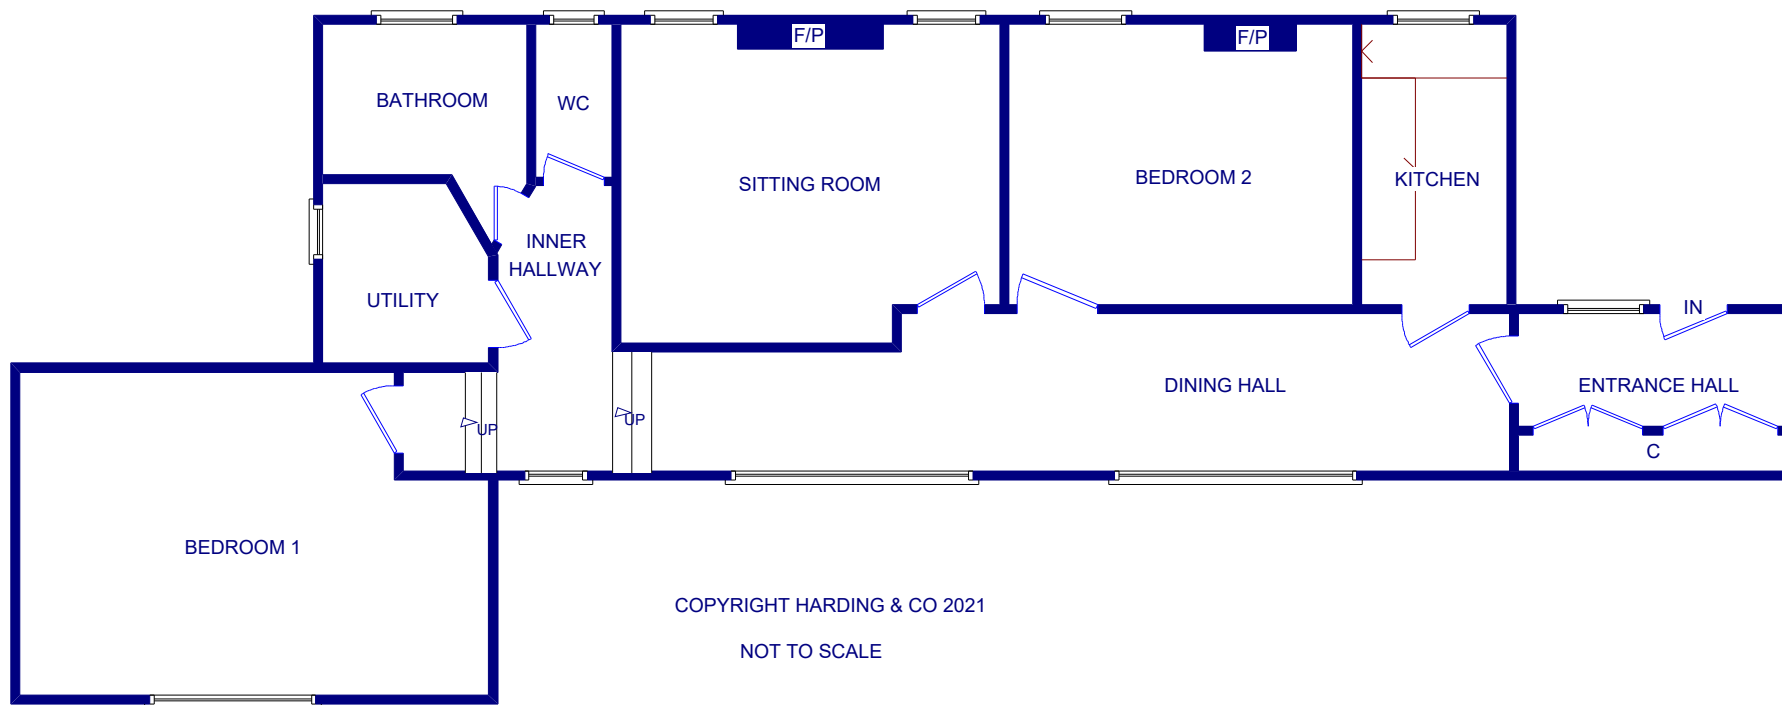 F/P
F/P
BATHROOM
WC
SITTING ROOM
BEDROOM 2
KITCHEN
INNER
HALLWAY
UTILITY
IN
DINING HALL
ENTRANCE HALL
UP
UP
C
BEDROOM 1
COPYRIGHT HARDING & CO 2021
NOT TO SCALE